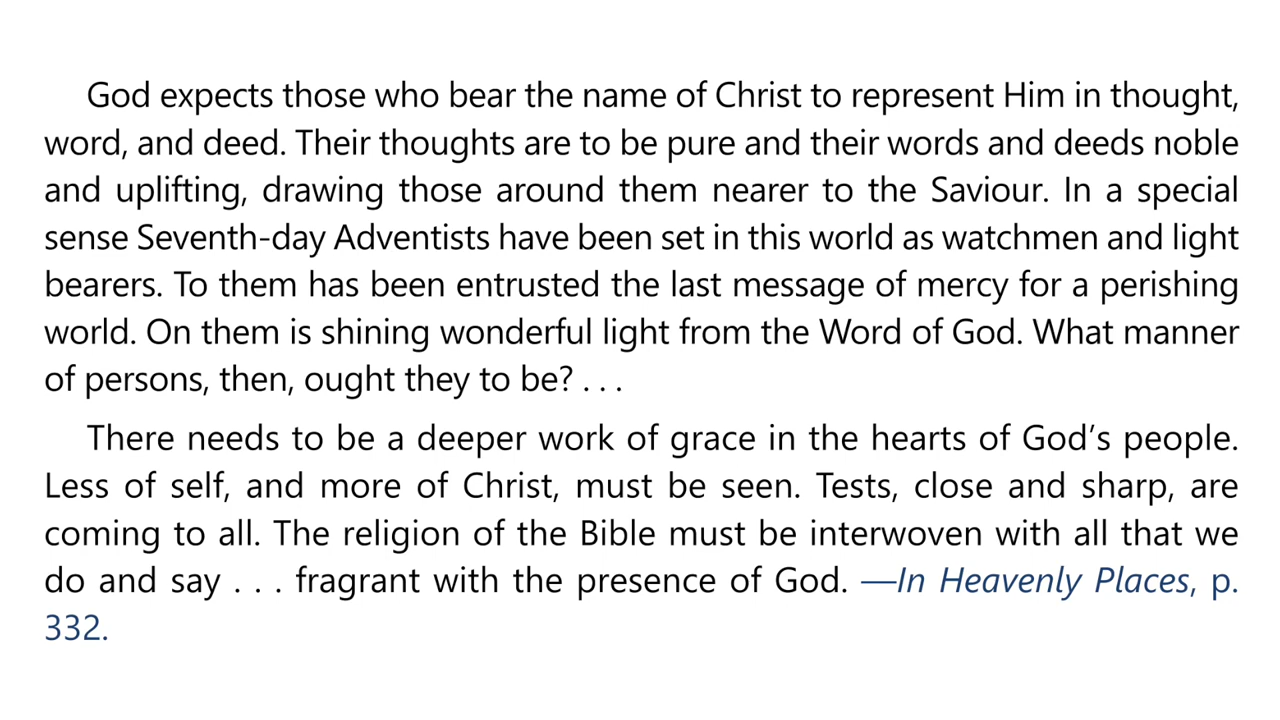 God expects those who bear the name of Christ to represent Him in thought,
word, and deed. Their thoughts are to be pure and their words and deeds noble
and uplifting, drawing those around them nearer to the Saviour. In a special
sense Seventh-day Adventists have been set in this world as watchmen and light
bearers. To them has been entrusted the last message of mercy for a perishing
world. On them is shining wonderful light from the Word of God. What manner
of persons, then, ought they to be? . . .
There needs to be a deeper work of grace in the hearts of God’s people.
Less of self, and more of Christ, must be seen. Tests, close and sharp, are
coming to all. The religion of the Bible must be interwoven with all that we
do and say . . . fragrant with the presence of God. —In Heavenly Places, p.
332.